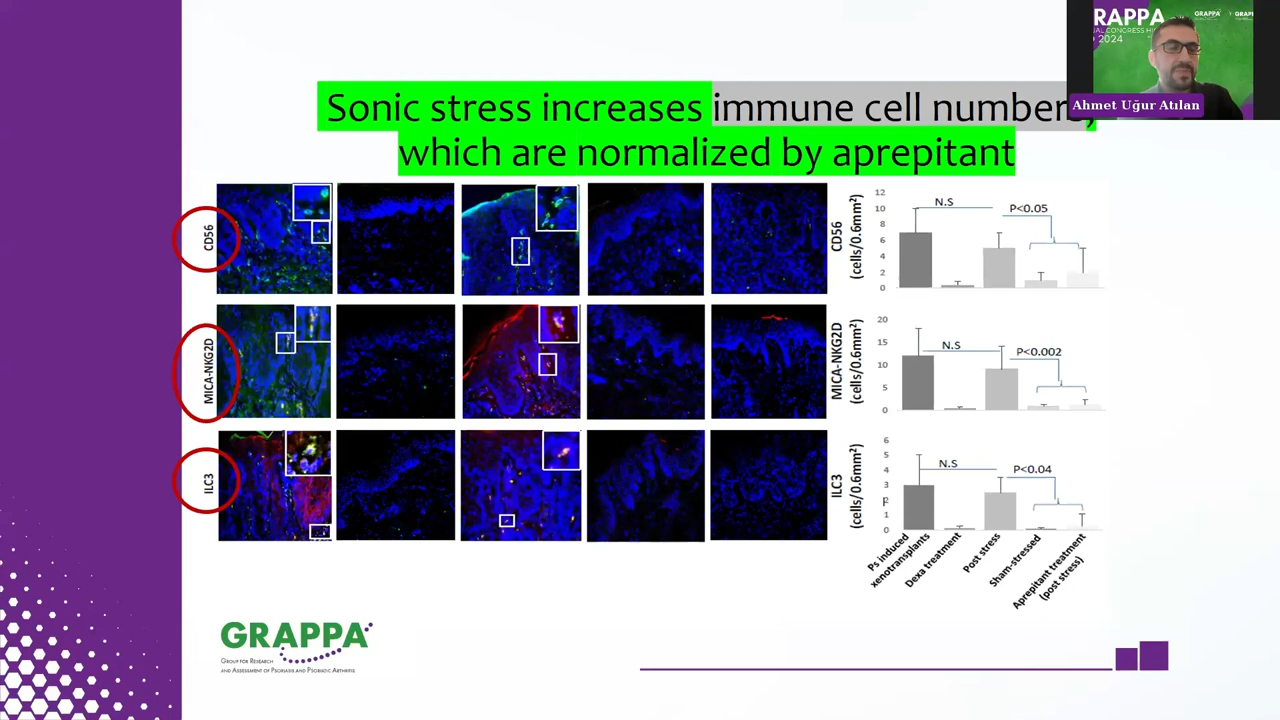 RAPPA
GRAPPA
GRAPP
UAL CONGRESS HI
O 2024
Ahmet Uğur Atılan
Sonic stress increases immune cell numbers,
which are normalized by aprepitant
CD56
CD56
(cells/0.6mm²)
12
10
8
6
4
2
0
N.S
P<0.05
MICA-NKG2D
MICA-NKG2D
(cells/0.6mm²)
20
15
10
5
0
N.S
P<0.002
ILC3
ILC3
(cells/0.6mm²)
6
5
4
3
2
1
0
N.S
P<0.04
Ps induced
xenotransplants
Dexa treatment
Post stress
Sham-stressed
Aprepitant treatment
(post stress)
GRAPPA
GROUP FOR RESEARCH
AND ASSESSMENT OF PSORIASIS AND PSORIATIC ARTHRITIS